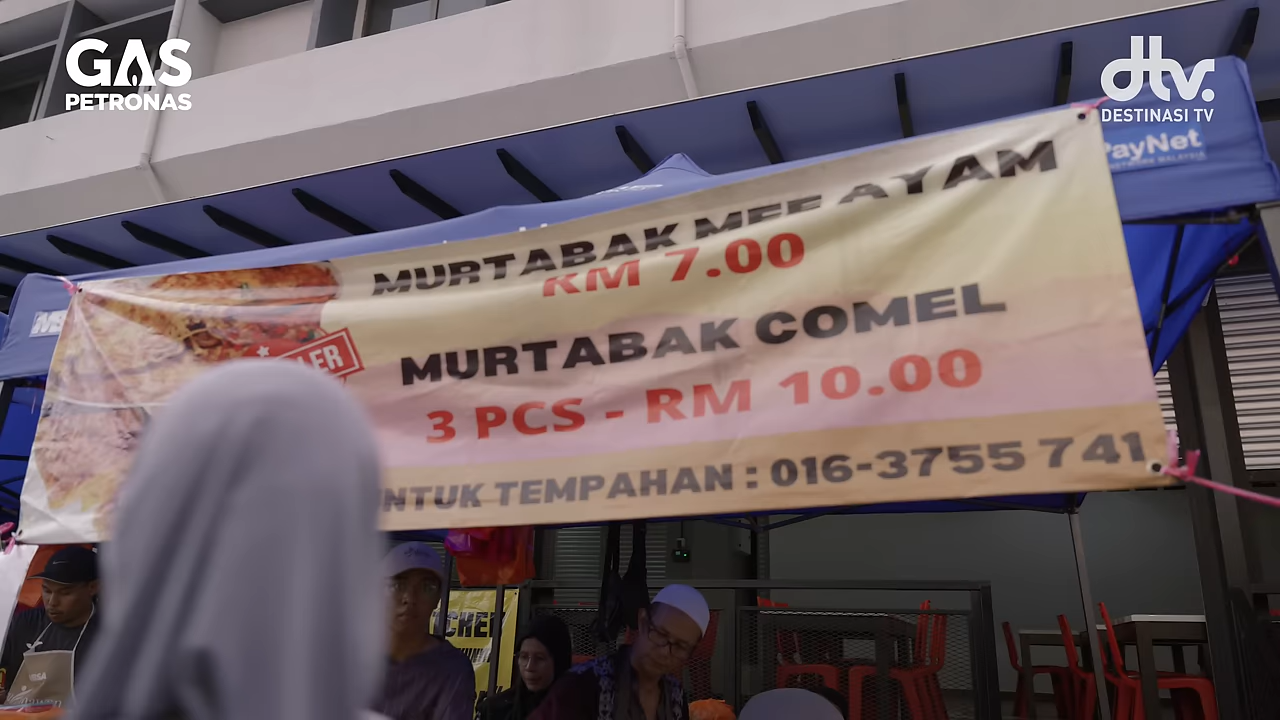 GAS
PETRONAS
dtv.
DESTINASI TV
PayNet
MURTABAK MEE AYAM
RM 7.00
MURTABAK COMEL
3 PCS - RM 10.00
NTUK TEMPAHAN : 016-3755 741
CHEF